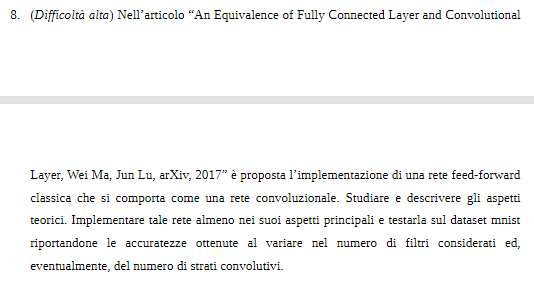 8. (Difficoltà alta) Nell'articolo "An Equivalence of Fully Connected Layer and Convolutional
Layer, Wei Ma, Jun Lu, arXiv, 2017" è proposta l'implementazione di una rete feed-forward
classica che si comporta come una rete convoluzionale. Studiare e descrivere gli aspetti
teorici. Implementare tale rete almeno nei suoi aspetti principali e testarla sul dataset mnist
riportandone le accuratezze ottenute al variare nel numero di filtri considerati ed,
eventualmente, del numero di strati convolutivi.